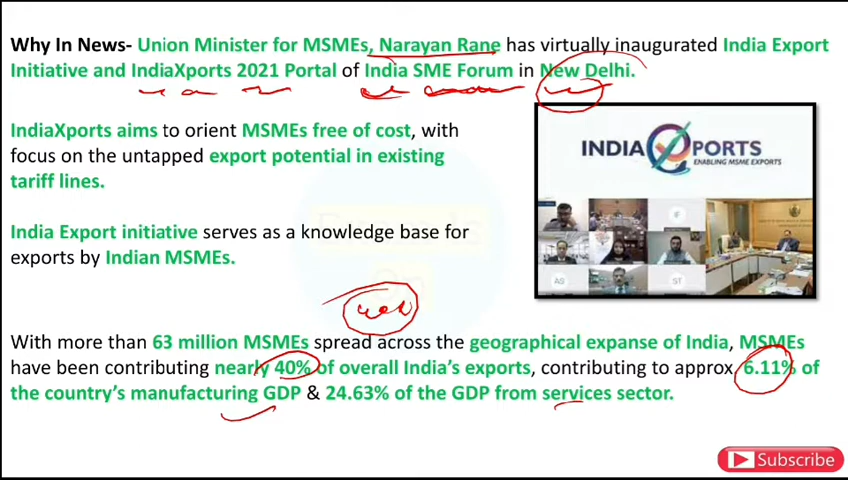 Why In News- Union Minister for MSMEs, Narayan Rane has virtually inaugurated India Export
Initiative and IndiaXports 2021 Portal of India SME Forum in New Delhi.
IndiaXports aims to orient MSMEs free of cost, with
focus on the untapped export potential in existing
tariff lines.
INDIA XPORTS
ENABLING MSME EXPORTS
IF
AS
ST
India Export initiative serves as a knowledge base for
exports by Indian MSMEs.
With more than 63 million MSMEs spread across the geographical expanse of India, MSMEs
have been contributing nearly 40% of overall India's exports, contributing to approx 6.11% of
the country's manufacturing GDP & 24.63% of the GDP from services sector.
Subscribe